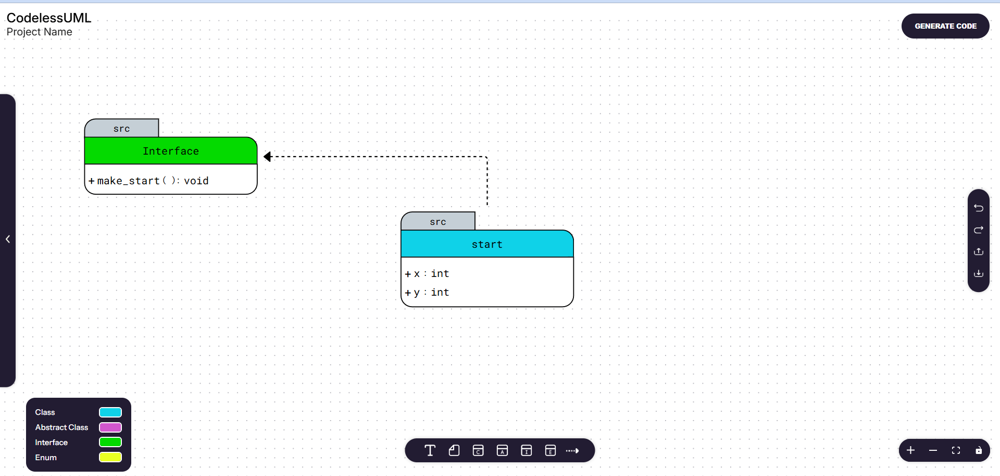 CodelessUML
Project Name
GENERATE CODE
src
Interface
+ make_start ( ) : void
src
start
+ x : int
+ y : int
Class
Abstract Class
Interface
Enum
T
C
A
I